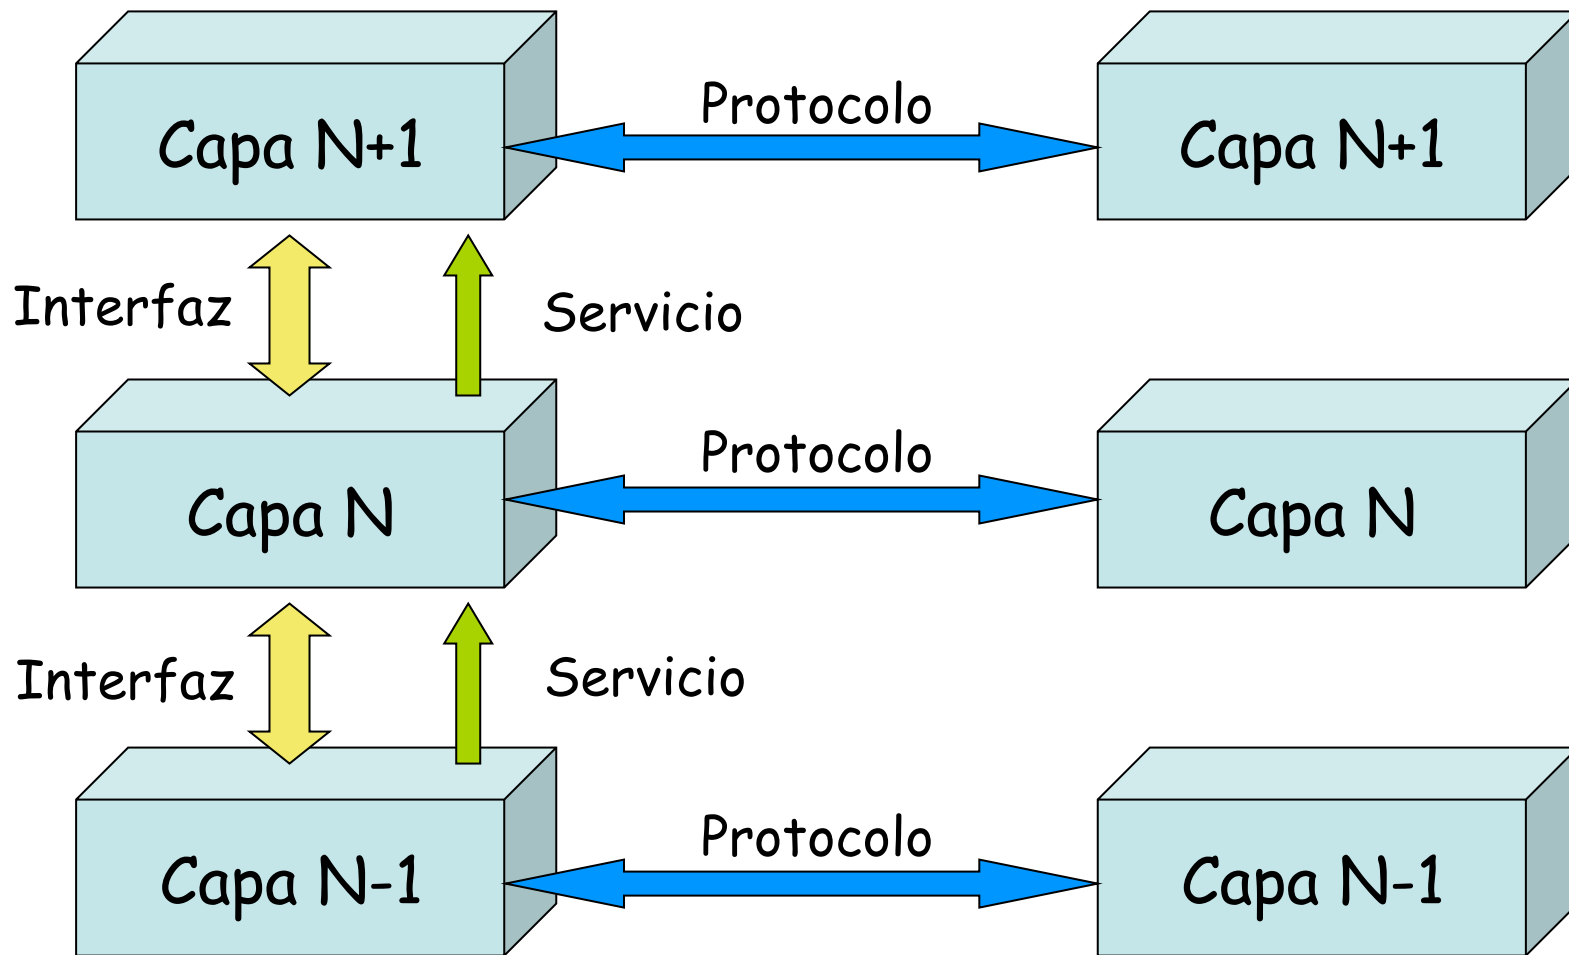 Protocolo
Capa N+1
Capa N+1
Interfaz
Servicio
Protocolo
Capa N
Capa N
Interfaz
Servicio
Protocolo
Capa N-1
Capa N-1